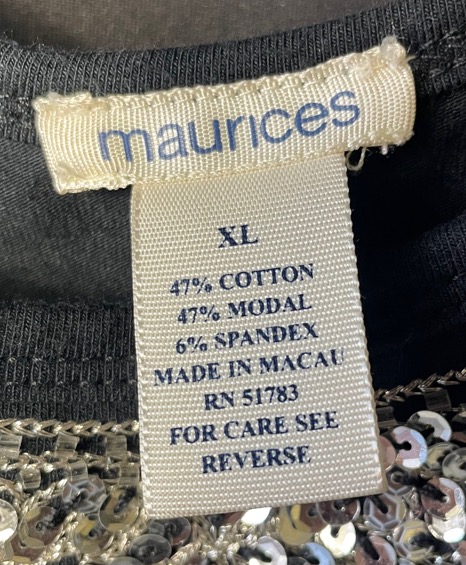 maurices
XL
47% COTTON
47% MODAL
6% SPANDEX
MADE IN MACAU
RN 51783
FOR CARE SEE
REVERSE